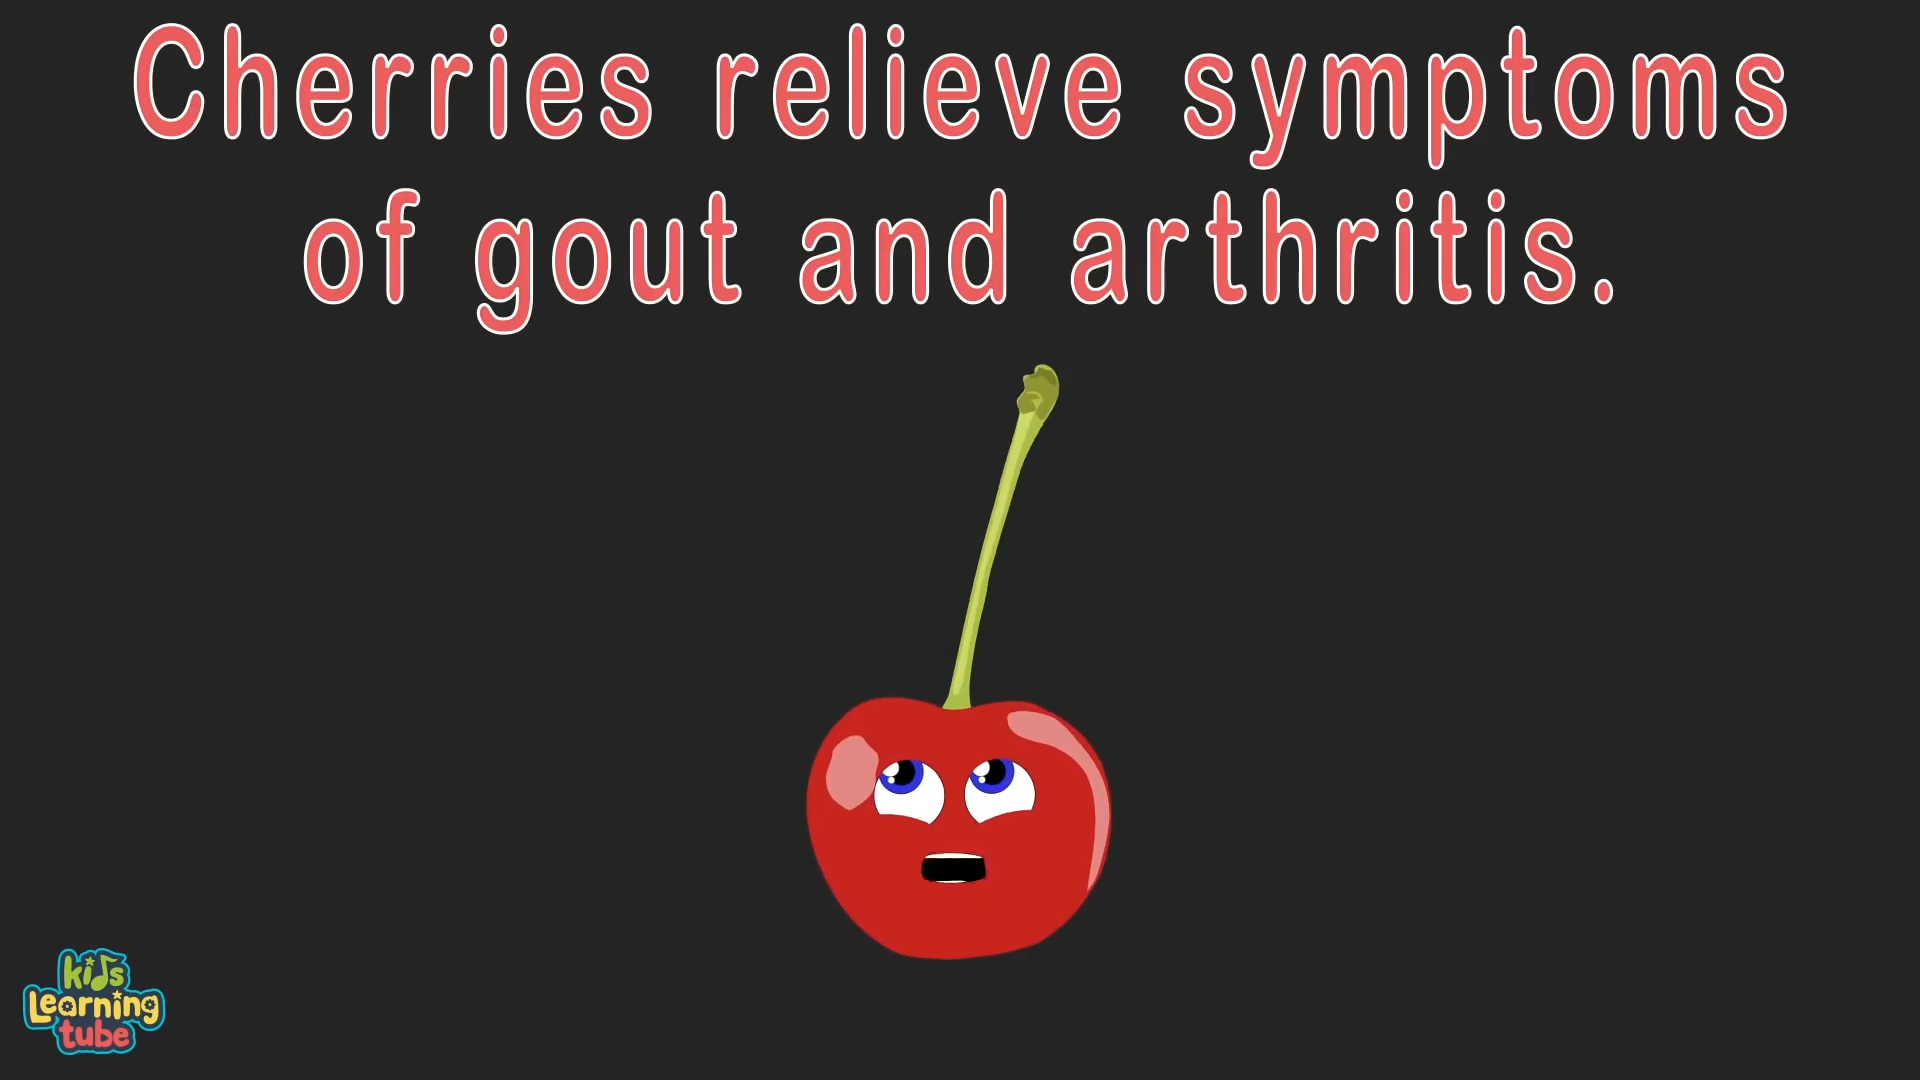 Cherries relieve symptoms
of gout and arthritis.
kids
Learning
tube